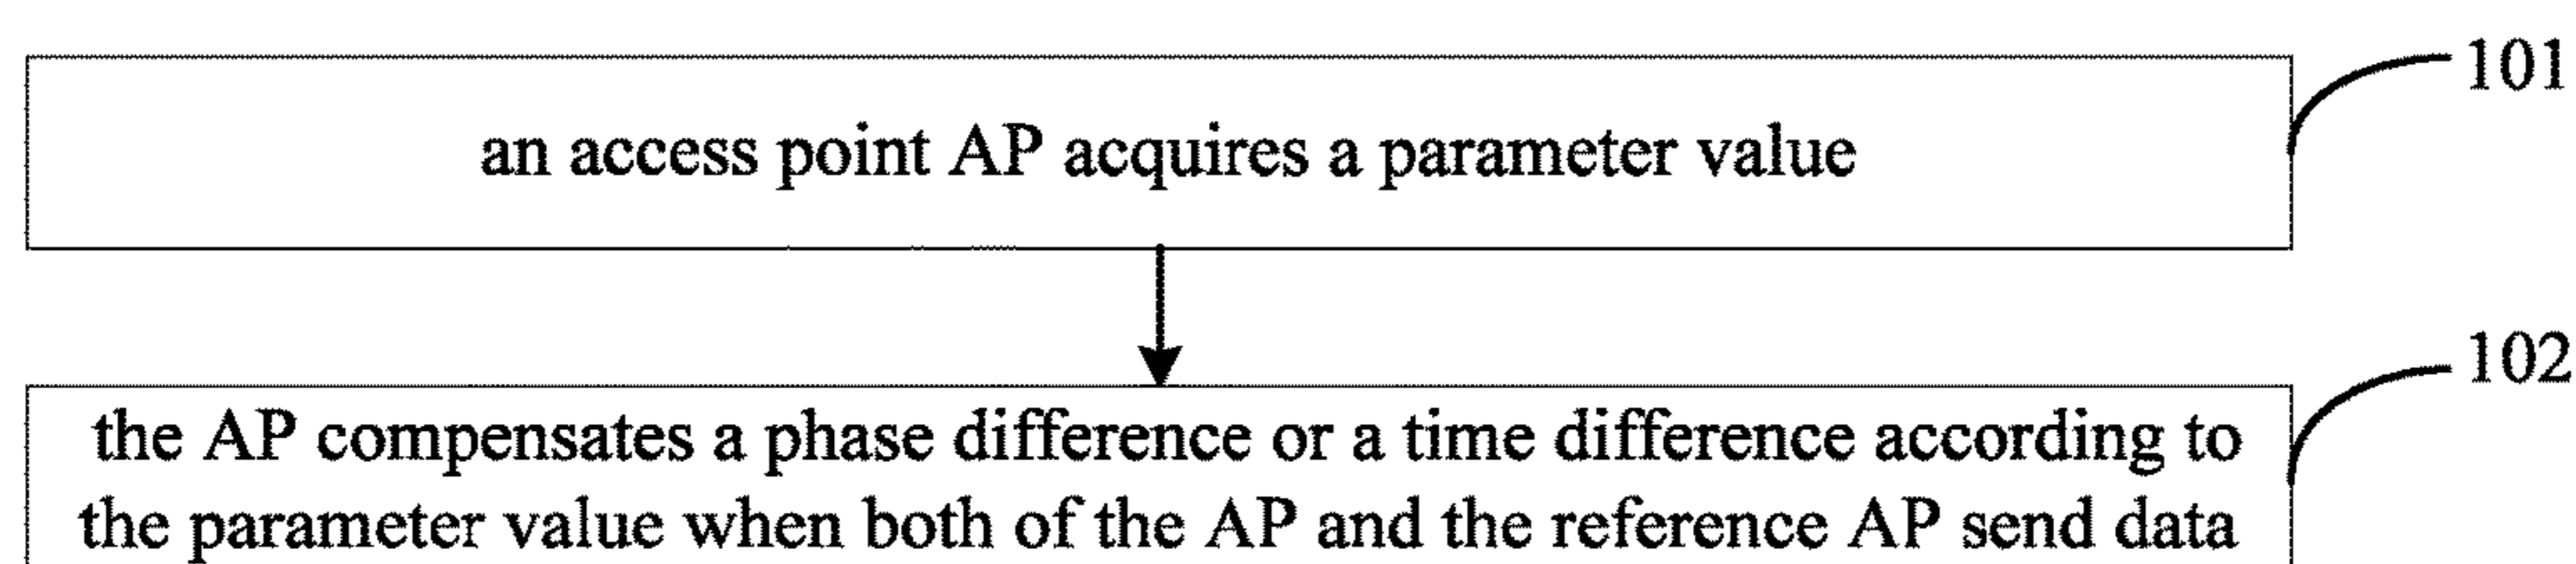 101
an access point AP acquires a parameter value
102
the AP compensates a phase difference or a time difference according to
the parameter value when both of the AP and the reference AP send data